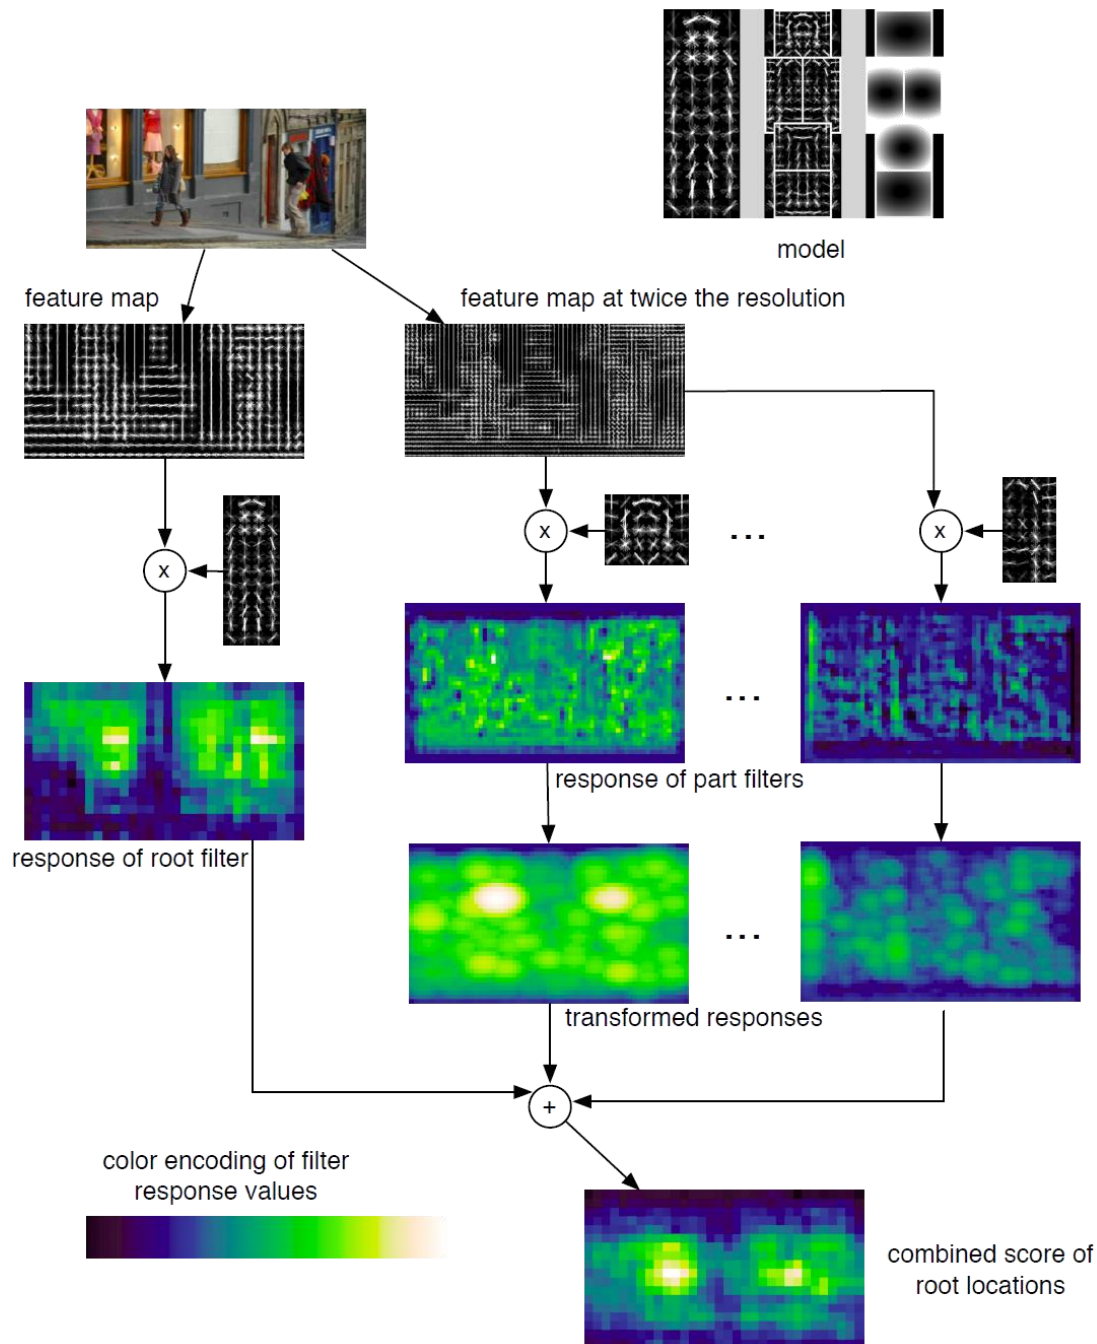 model
feature map
feature map at twice the resolution
x
x
...
x
response of part filters
...
response of root filter
...
transformed responses
+
color encoding of filter
response values
combined score of
root locations